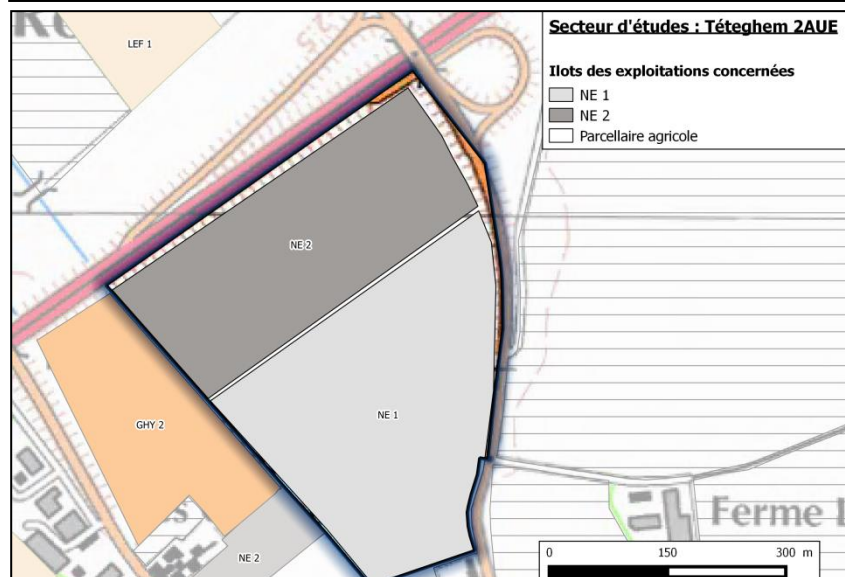 Secteur d'études : Téteghem 2AUE
Ilots des exploitations concernées
NE 1
NE 2
Parcellaire agricole
LEF 1
NE 2
NE 1
GHY 2
NE 2
Ferme L
0 150 300 m